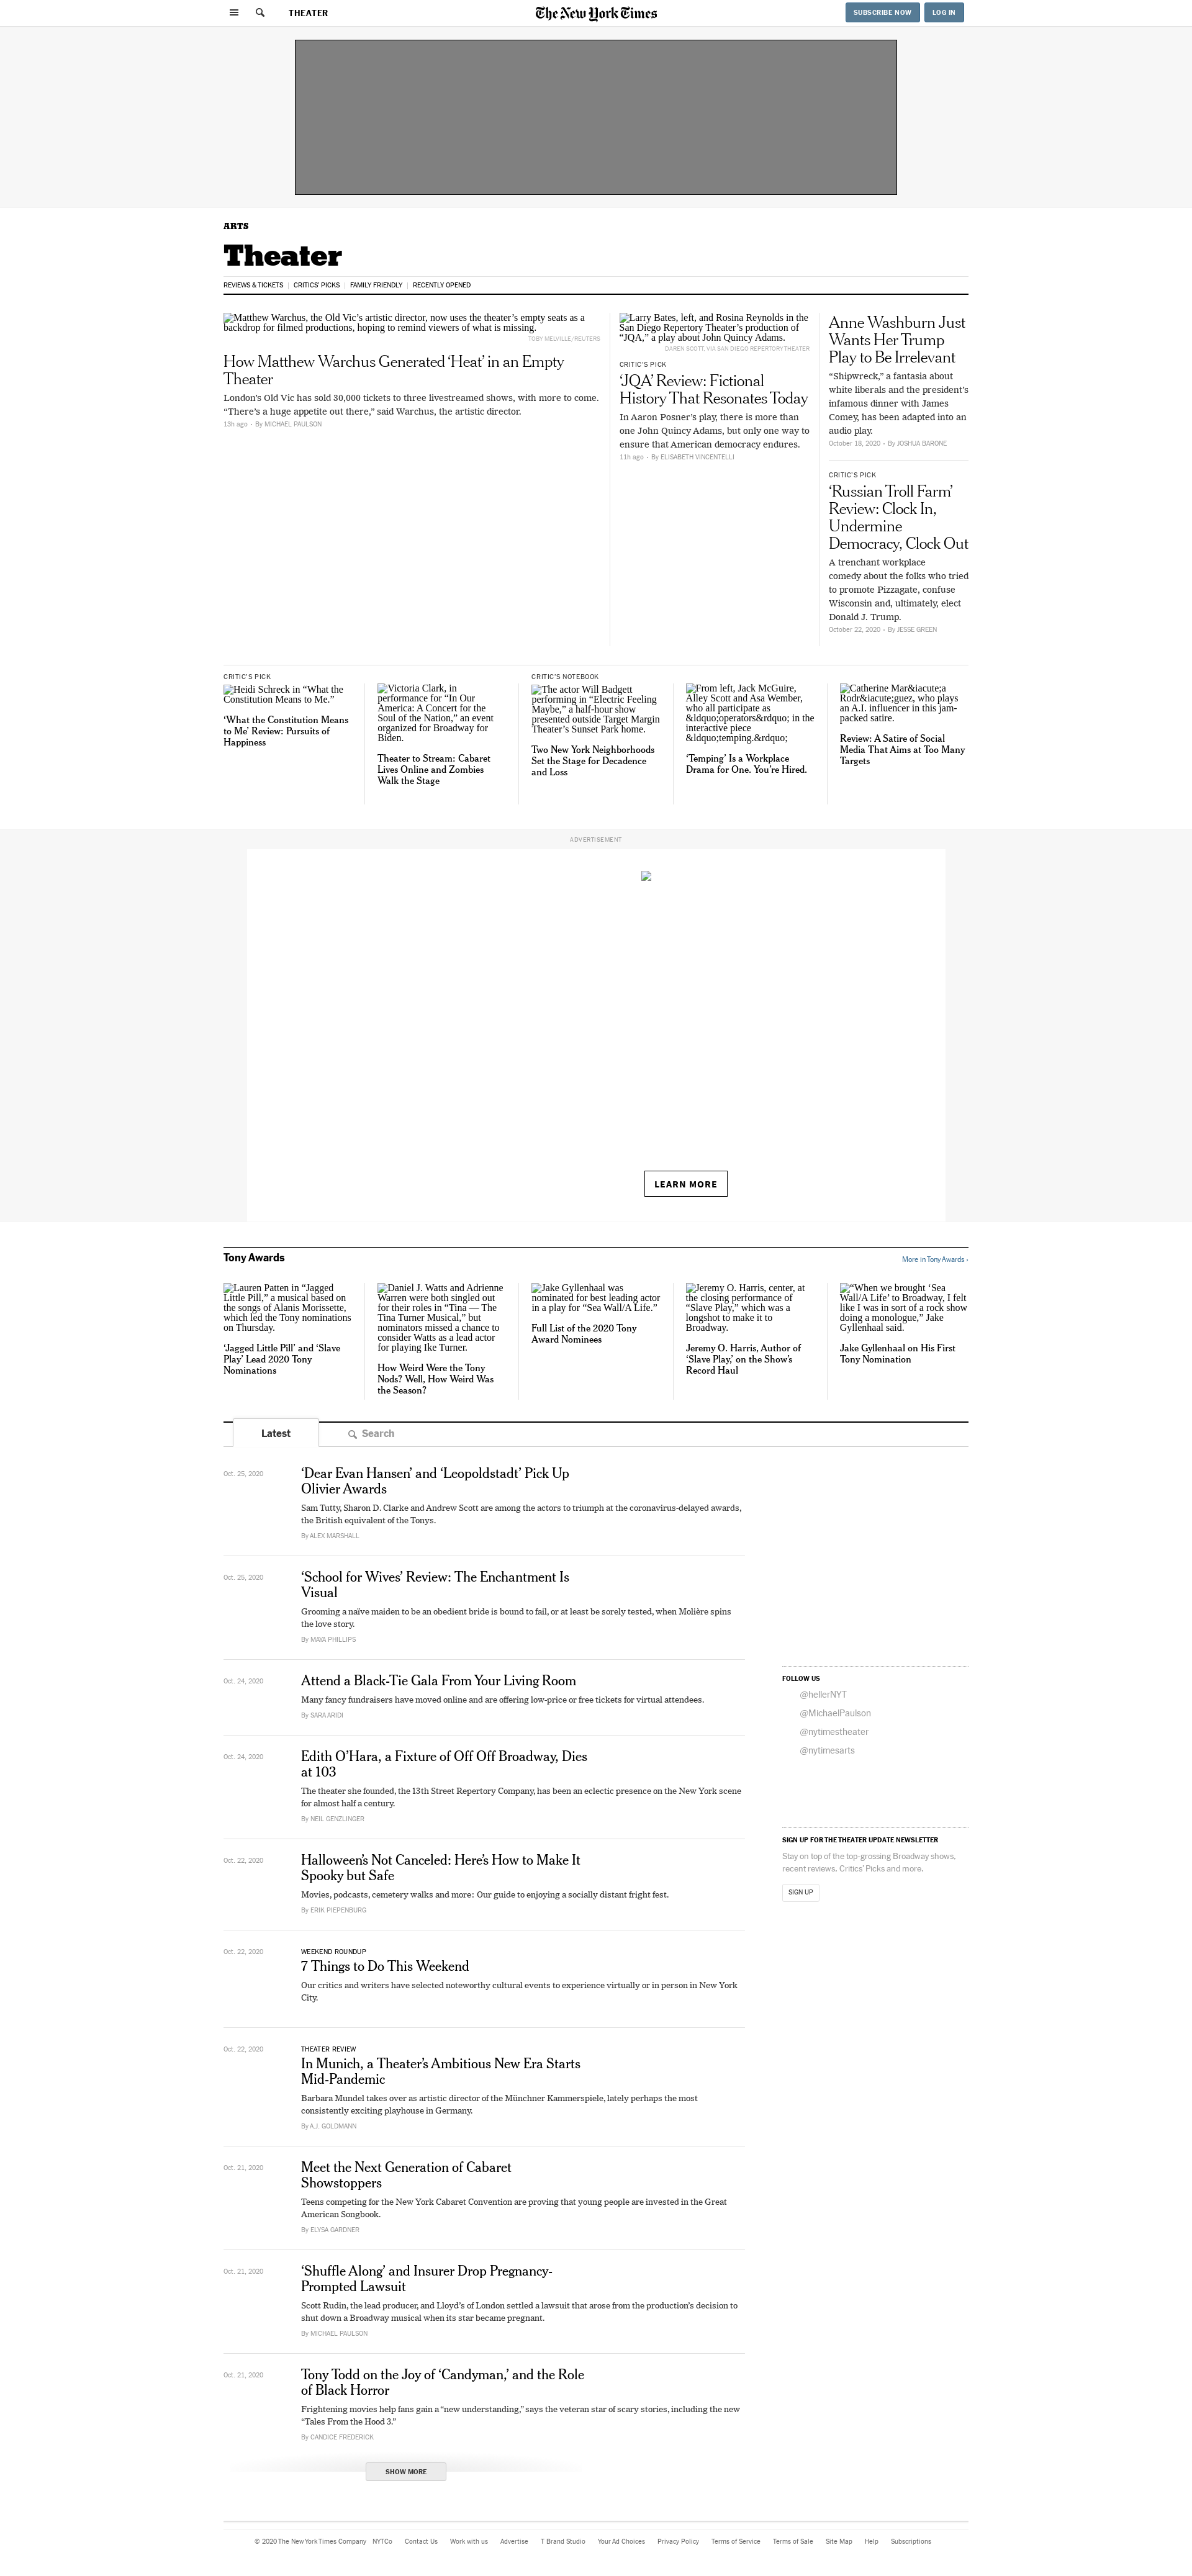 THEATER
The New York Times
SUBSCRIBE NOW
LOG IN
ARTS
Theater
REVIEWS & TICKETS
CRITICS' PICKS
FAMILY FRIENDLY
RECENTLY OPENED
Matthew Warchus, the Old Vic’s artistic director, now uses the theater’s empty seats as a
backdrop for filmed productions, hoping to remind viewers of what is missing.
TOBY MELVILLE/REUTERS
How Matthew Warchus Generated ‘Heat’ in an Empty
Theater
London’s Old Vic has sold 30,000 tickets to three livestreamed shows, with more to come.
“There’s a huge appetite out there,” said Warchus, the artistic director.
13h ago • By MICHAEL PAULSON
Larry Bates, left, and Rosina Reynolds in the
San Diego Repertory Theater’s production of
“JQA,” a play about John Quincy Adams.
DAREN SCOTT, VIA SAN DIEGO REPERTORY THEATER
CRITIC’S PICK
‘JQA’ Review: Fictional
History That Resonates Today
In Aaron Posner’s play, there is more than
one John Quincy Adams, but only one way to
ensure that American democracy endures.
11h ago • By ELISABETH VINCENTELLI
Anne Washburn Just
Wants Her Trump
Play to Be Irrelevant
“Shipwreck,” a fantasia about
white liberals and the president’s
infamous dinner with James
Comey, has been adapted into an
audio play.
October 18, 2020 • By JOSHUA BARONE
CRITIC’S PICK
‘Russian Troll Farm’
Review: Clock In,
Undermine
Democracy, Clock Out
A trenchant workplace
comedy about the folks who tried
to promote Pizzagate, confuse
Wisconsin and, ultimately, elect
Donald J. Trump.
October 22, 2020 • By JESSE GREEN
CRITIC’S PICK
Heidi Schreck in “What the
Constitution Means to Me.”
‘What the Constitution Means
to Me’ Review: Pursuits of
Happiness
Victoria Clark, in
performance for “In Our
America: A Concert for the
Soul of the Nation,” an event
organized for Broadway for
Biden.
Theater to Stream: Cabaret
Lives Online and Zombies
Walk the Stage
CRITIC’S NOTEBOOK
The actor Will Badgett
performing in “Electric Feeling
Maybe,” a half-hour show
presented outside Target Margin
Theater’s Sunset Park home.
Two New York Neighborhoods
Set the Stage for Decadence
and Loss
From left, Jack McGuire,
Alley Scott and Asa Wember,
who all participate as
&ldquo;operators&rdquo; in the
interactive piece
&ldquo;temping.&rdquo;
‘Temping’ Is a Workplace
Drama for One. You’re Hired.
Catherine Mar&iacute;a
Rodr&iacute;guez, who plays
an A.I. influencer in this jam-
packed satire.
Review: A Satire of Social
Media That Aims at Too Many
Targets
ADVERTISEMENT
LEARN MORE
Tony Awards
More in Tony Awards ›
Lauren Patten in “Jagged
Little Pill,” a musical based on
the songs of Alanis Morissette,
which led the Tony nominations
on Thursday.
‘Jagged Little Pill’ and ‘Slave
Play’ Lead 2020 Tony
Nominations
Daniel J. Watts and Adrienne
Warren were both singled out
for their roles in “Tina — The
Tina Turner Musical,” but
nominators missed a chance to
consider Watts as a lead actor
for playing Ike Turner.
How Weird Were the Tony
Nods? Well, How Weird Was
the Season?
Jake Gyllenhaal was
nominated for best leading actor
in a play for “Sea Wall/A Life.”
Full List of the 2020 Tony
Award Nominees
Jeremy O. Harris, center, at
the closing performance of
“Slave Play,” which was a
longshot to make it to
Broadway.
Jeremy O. Harris, Author of
‘Slave Play,’ on the Show’s
Record Haul
“When we brought ‘Sea
Wall/A Life’ to Broadway, I felt
like I was in sort of a rock show
doing a monologue,” Jake
Gyllenhaal said.
Jake Gyllenhaal on His First
Tony Nomination
Latest
Search
Oct. 25, 2020
‘Dear Evan Hansen’ and ‘Leopoldstadt’ Pick Up
Olivier Awards
Sam Tutty, Sharon D. Clarke and Andrew Scott are among the actors to triumph at the coronavirus-delayed awards,
the British equivalent of the Tonys.
By ALEX MARSHALL
Oct. 25, 2020
‘School for Wives’ Review: The Enchantment Is
Visual
Grooming a naïve maiden to be an obedient bride is bound to fail, or at least be sorely tested, when Molière spins
the love story.
By MAYA PHILLIPS
Oct. 24, 2020
Attend a Black-Tie Gala From Your Living Room
Many fancy fundraisers have moved online and are offering low-price or free tickets for virtual attendees.
By SARA ARIDI
Oct. 24, 2020
Edith O’Hara, a Fixture of Off Off Broadway, Dies
at 103
The theater she founded, the 13th Street Repertory Company, has been an eclectic presence on the New York scene
for almost half a century.
By NEIL GENZLINGER
Oct. 22, 2020
Halloween’s Not Canceled: Here’s How to Make It
Spooky but Safe
Movies, podcasts, cemetery walks and more: Our guide to enjoying a socially distant fright fest.
By ERIK PIEPENBURG
Oct. 22, 2020
WEEKEND ROUNDUP
7 Things to Do This Weekend
Our critics and writers have selected noteworthy cultural events to experience virtually or in person in New York
City.
Oct. 22, 2020
THEATER REVIEW
In Munich, a Theater’s Ambitious New Era Starts
Mid-Pandemic
Barbara Mundel takes over as artistic director of the Münchner Kammerspiele, lately perhaps the most
consistently exciting playhouse in Germany.
By A.J. GOLDMANN
Oct. 21, 2020
Meet the Next Generation of Cabaret
Showstoppers
Teens competing for the New York Cabaret Convention are proving that young people are invested in the Great
American Songbook.
By ELYSA GARDNER
Oct. 21, 2020
‘Shuffle Along’ and Insurer Drop Pregnancy-
Prompted Lawsuit
Scott Rudin, the lead producer, and Lloyd’s of London settled a lawsuit that arose from the production’s decision to
shut down a Broadway musical when its star became pregnant.
By MICHAEL PAULSON
Oct. 21, 2020
Tony Todd on the Joy of ‘Candyman,’ and the Role
of Black Horror
Frightening movies help fans gain a “new understanding,” says the veteran star of scary stories, including the new
“Tales From the Hood 3.”
By CANDICE FREDERICK
SHOW MORE
FOLLOW US
@hellerNYT
@MichaelPaulson
@nytimestheater
@nytimesarts
SIGN UP FOR THE THEATER UPDATE NEWSLETTER
Stay on top of the top-grossing Broadway shows,
recent reviews, Critics’ Picks and more.
SIGN UP
© 2020 The New York Times Company
NYTCo
Contact Us
Work with us
Advertise
T Brand Studio
Your Ad Choices
Privacy Policy
Terms of Service
Terms of Sale
Site Map
Help
Subscriptions